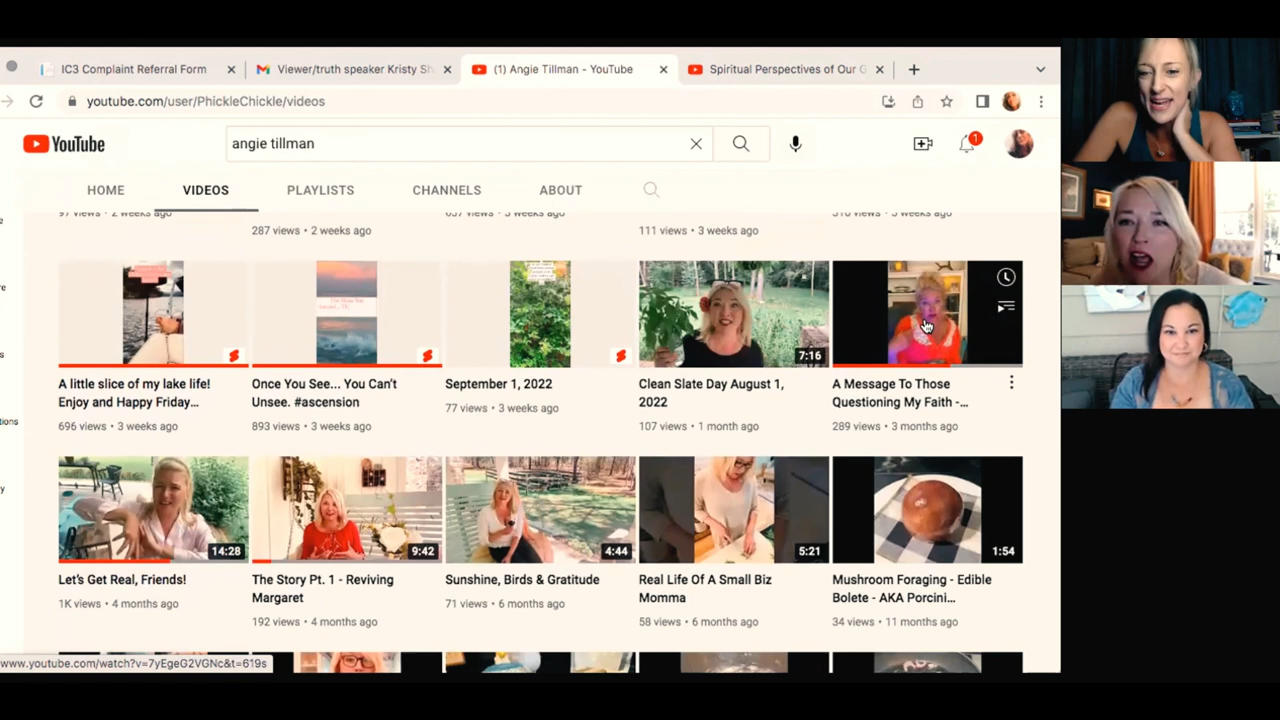 IC3 Complaint Referral Form
Viewer/truth speaker Kristy Sh
(1) Angie Tillman - YouTube
Spiritual Perspectives of Our G
youtube.com/user/PhickleChickle/videos
YouTube
angie tillman
1
HOME VIDEOS PLAYLISTS CHANNELS ABOUT
97 views • 2 weeks ago
287 views • 2 weeks ago
111 views • 3 weeks ago
7:16
A little slice of my lake life!
Enjoy and Happy Friday...
696 views • 3 weeks ago
Once You See... You Can't
Unsee. #ascension
893 views • 3 weeks ago
September 1, 2022
77 views • 3 weeks ago
Clean Slate Day August 1,
2022
107 views • 1 month ago
A Message To Those
Questioning My Faith -...
289 views • 3 months ago
14:28
9:42
4:44
5:21
1:54
Let's Get Real, Friends!
1K views • 4 months ago
The Story Pt. 1 - Reviving
Margaret
192 views • 4 months ago
Sunshine, Birds & Gratitude
71 views • 6 months ago
Real Life Of A Small Biz
Momma
58 views • 6 months ago
Mushroom Foraging - Edible
Bolete - AKA Porcini...
34 views • 11 months ago
www.youtube.com/watch?v=7yEgeG2VGNc&t=619s